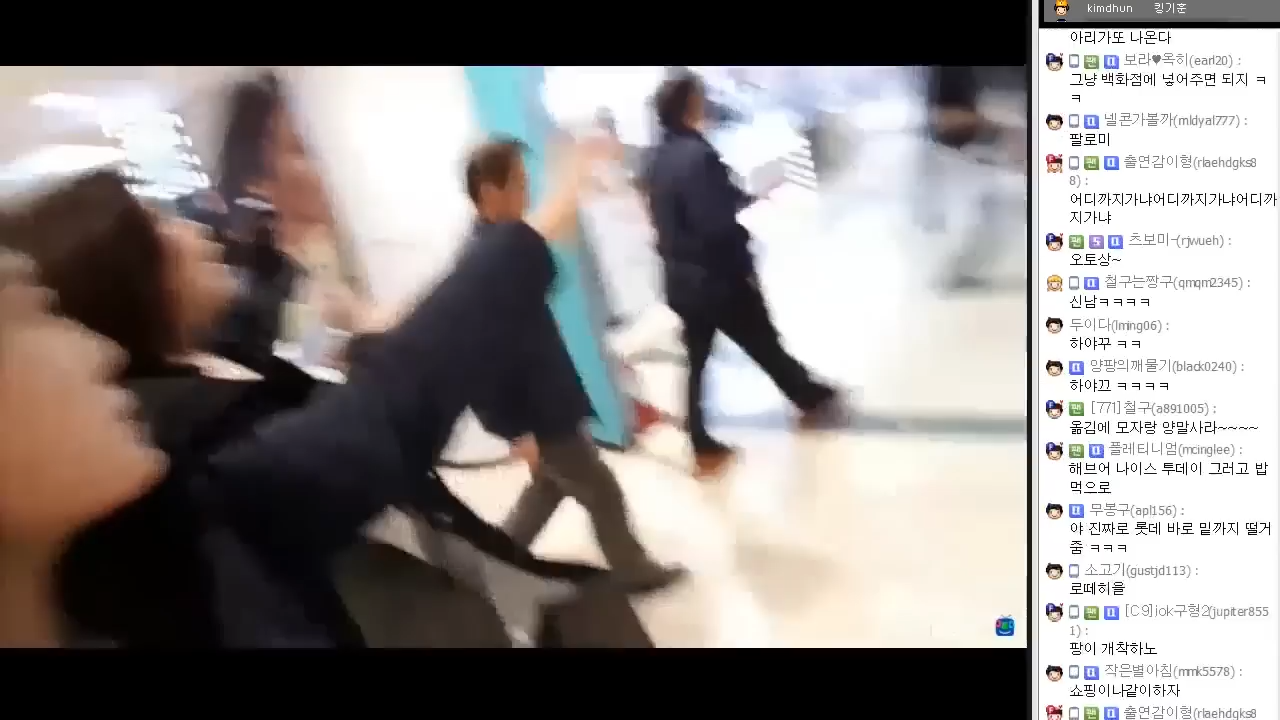 kimdhun 킹기훈
아리가또 나온다
보라♥옥히(earl20) :
그냥 백화점에 넣어주면 되지 ㅋ
ㅋ
넬콘가볼까(mldyal777) :
팔로미
출연감이형(rlaehdgks8
8) :
어디까지가냐어디까지가냐어디까
지가냐
츠보미-(rjwueh) :
오토상~
철구는짱구(qmqm2345) :
신남ㅋㅋㅋㅋ
두이다(lming06) :
하야꾸 ㅋㅋ
양팡의깨물기(black0240) :
하야끄 ㅋㅋㅋㅋ
[771]철구(a891005) :
옮김에 모자랑 양말사라~~~~
플레티니엄(mcinglee) :
해브어 나이스 투데이 그러고 밥
먹으로
무봉구(apl156) :
야 진짜로 롯데 바로 밑까지 떨거
줌 ㅋㅋㅋ
소고기(gustjd113) :
로떼히을
[C9]iok구형2(jupiter855
1) :
팡이 개착하노
작은별아침(mmk5578) :
쇼핑이나같이하자
출연감이형(rlaehdgks8